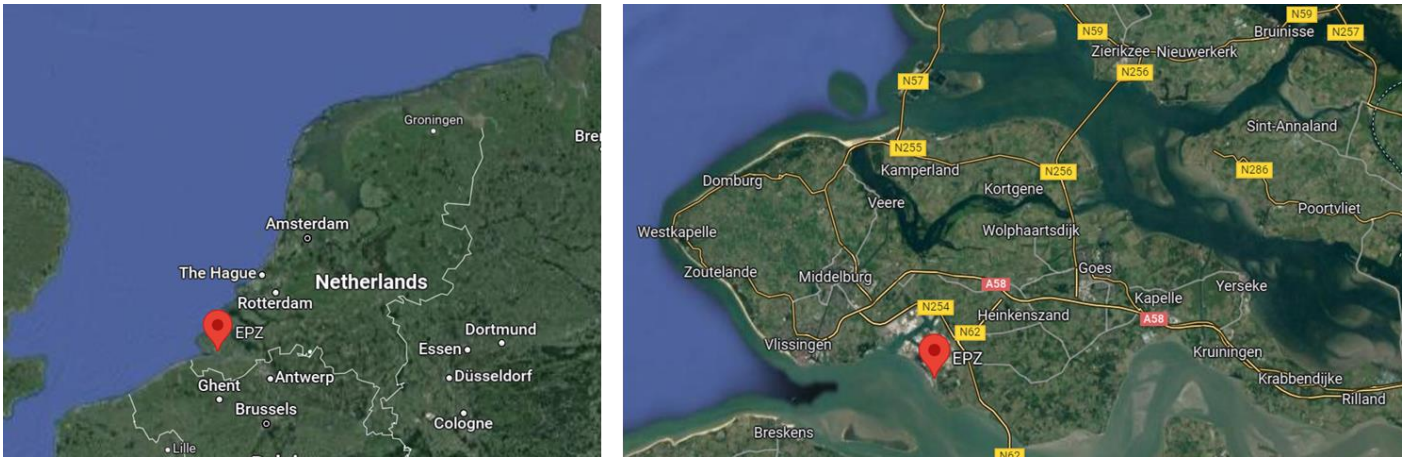 Groningen
Bre
Amsterdam
The Hague
Netherlands
Rotterdam
EPZ
Dortmund
Essen
Düsseldorf
Ghent
Antwerp
Brussels
Cologne
Lille
N59
N59
Bruinisse
N257
Zierikzee
Nieuwerkerk
N256
N57
Sint-Annaland
N255
Kamperland
N256
N286
Domburg
Kortgene
Veere
Poortvliet
Westkapelle
Wolphaartsdijk
Zoutelande
Middelburg
Goes
A58
Yerseke
Kapelle
N254
Heinkenszand
A58
N62
Vlissingen
EPZ
Kruiningen
Krabbendijke
Rilland
Breskens
N62